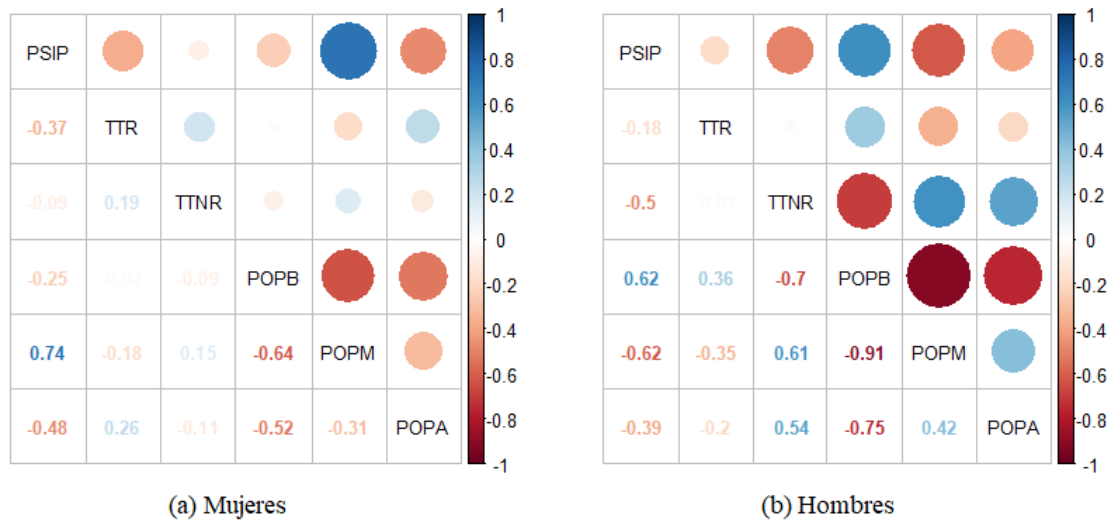 PSIP
-0.37 TTR
-0.09 0.19 TTNR
-0.25 -0.09 POPB
0.74 -0.18 0.15 -0.64 POPM
-0.48 0.26 -0.11 -0.52 -0.31 POPA
1
0.8
0.6
0.4
0.2
0
-0.2
-0.4
-0.6
-0.8
-1
(a) Mujeres
PSIP
-0.18 TTR
-0.5 -0.03 TTNR
0.62 0.36 -0.7 POPB
-0.62 -0.35 0.61 -0.91 POPM
-0.39 -0.2 0.54 -0.75 0.42 POPA
1
0.8
0.6
0.4
0.2
0
-0.2
-0.4
-0.6
-0.8
-1
(b) Hombres